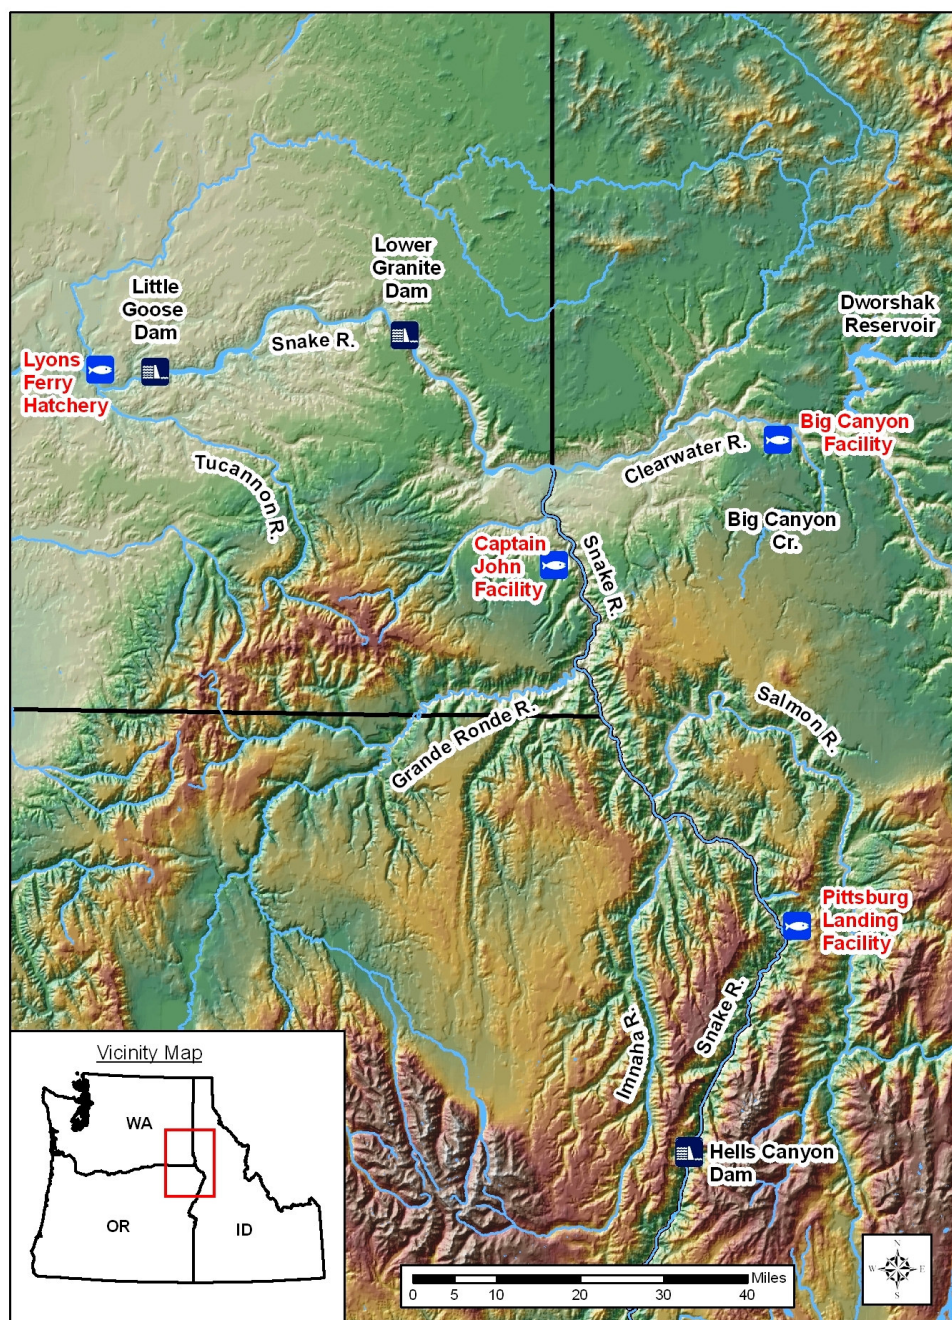 Lower
Granite
Dam
Little
Goose
Dam
Dworshak
Reservoir
Snake R.
Lyons
Ferry
Hatchery
Big Canyon
Facility
Clearwater R.
Tucannon R.
Big Canyon
Cr.
Captain
John
Facility
Snake R.
Salmon R.
Grande Ronde R.
Pittsburg
Landing
Facility
Imnaha R.
Snake R.
Hells Canyon
Dam
Vicinity Map
WA
OR
ID
Miles
0 5 10 20 30 40
N
W E
S